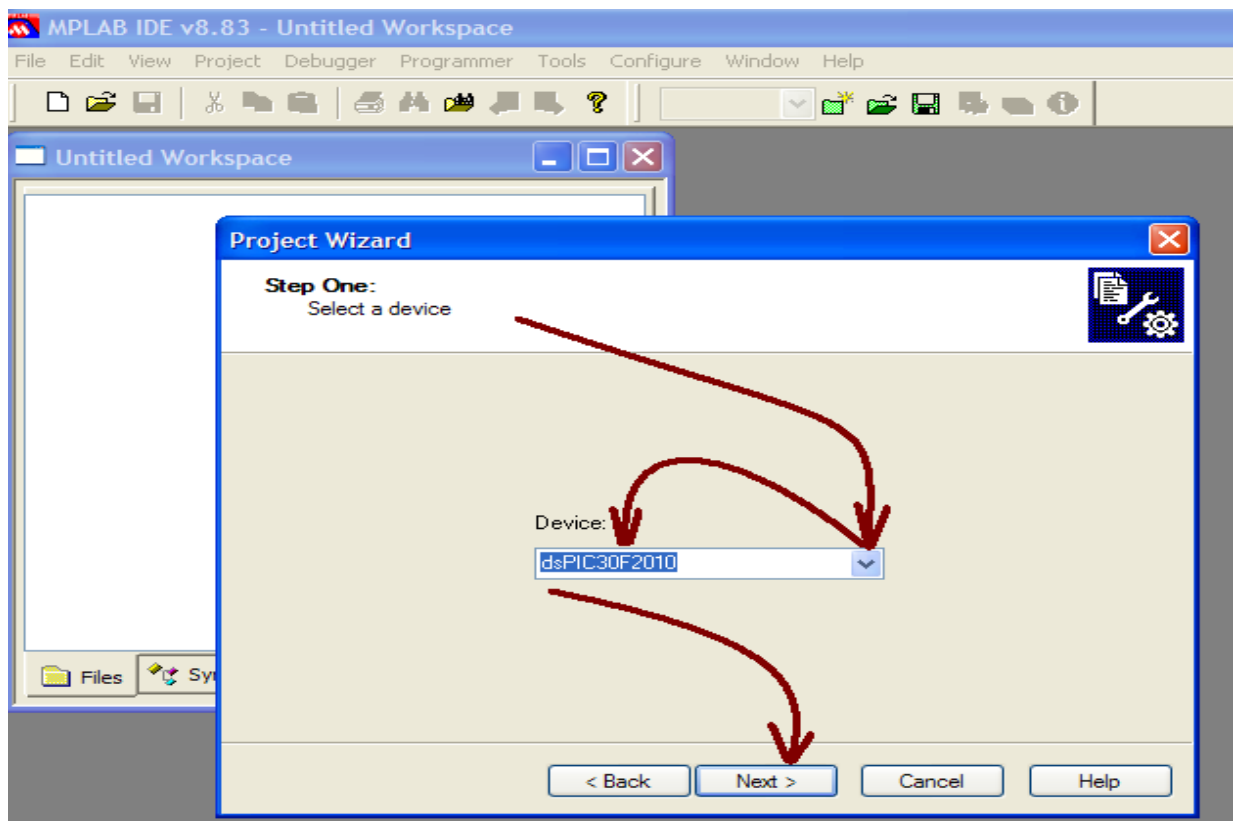 MPLAB IDE v8.83 - Untitled Workspace
File Edit View Project Debugger Programmer Tools Configure Window Help
Untitled Workspace
Project Wizard
Step One:
Select a device
Device:
dsPIC30F2010
Files
< Back Next > Cancel Help